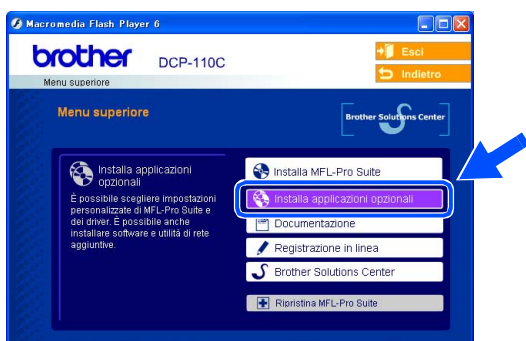 Macromedia Flash Player 6
brother
DCP-110C
Esci
Indietro
Menu superiore
Menu superiore
Brother Solutions Center
Installa applicazioni
opzionali
È possibile scegliere impostazioni
personalizzate di MFL-Pro Suite e
dei driver. È possibile anche
installare software e utilità di rete
aggiuntive.
Installa MFL-Pro Suite
Installa applicazioni opzionali
Documentazione
Registrazione in linea
Brother Solutions Center
Ripristina MFL-Pro Suite